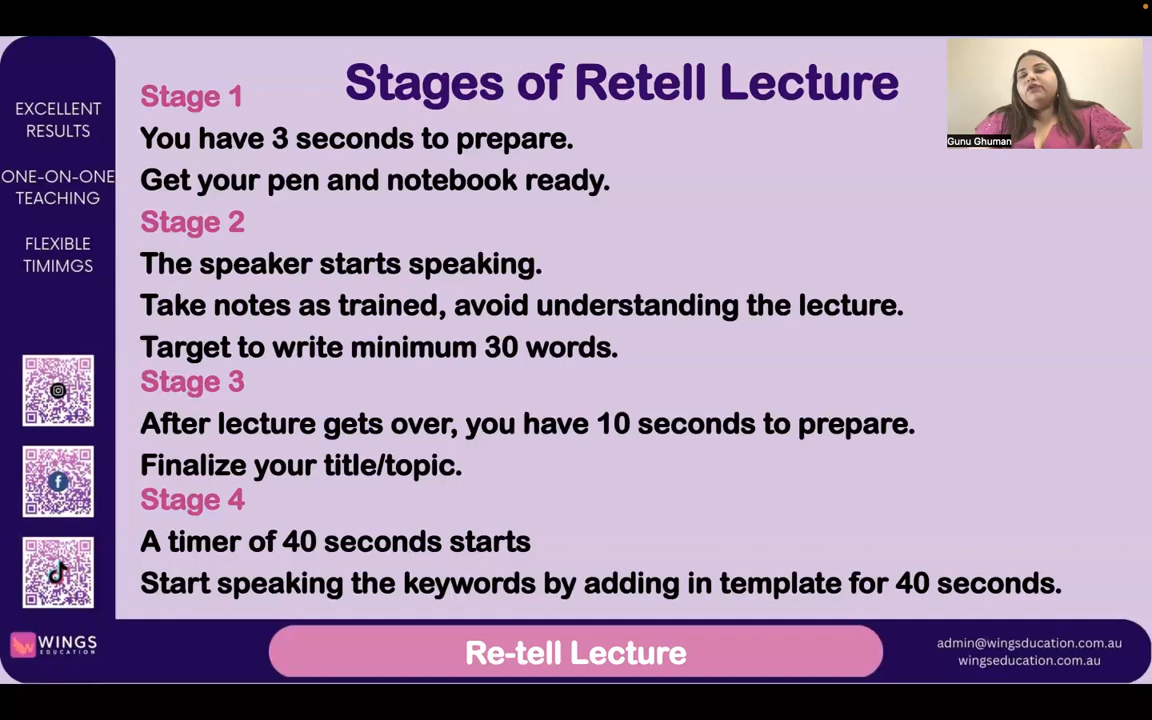 Stages of Retell Lecture
Stage 1
You have 3 seconds to prepare.
Get your pen and notebook ready.
Stage 2
The speaker starts speaking.
Take notes as trained, avoid understanding the lecture.
Target to write minimum 30 words.
Stage 3
After lecture gets over, you have 10 seconds to prepare.
Finalize your title/topic.
Stage 4
A timer of 40 seconds starts
Start speaking the keywords by adding in template for 40 seconds.
EXCELLENT
RESULTS
ONE-ON-ONE
TEACHING
FLEXIBLE
TIMIMGS
Gunu Ghuman
WINGS
EDUCATION
Re-tell Lecture
admin@wingsducation.com.au
wingseducation.com.au